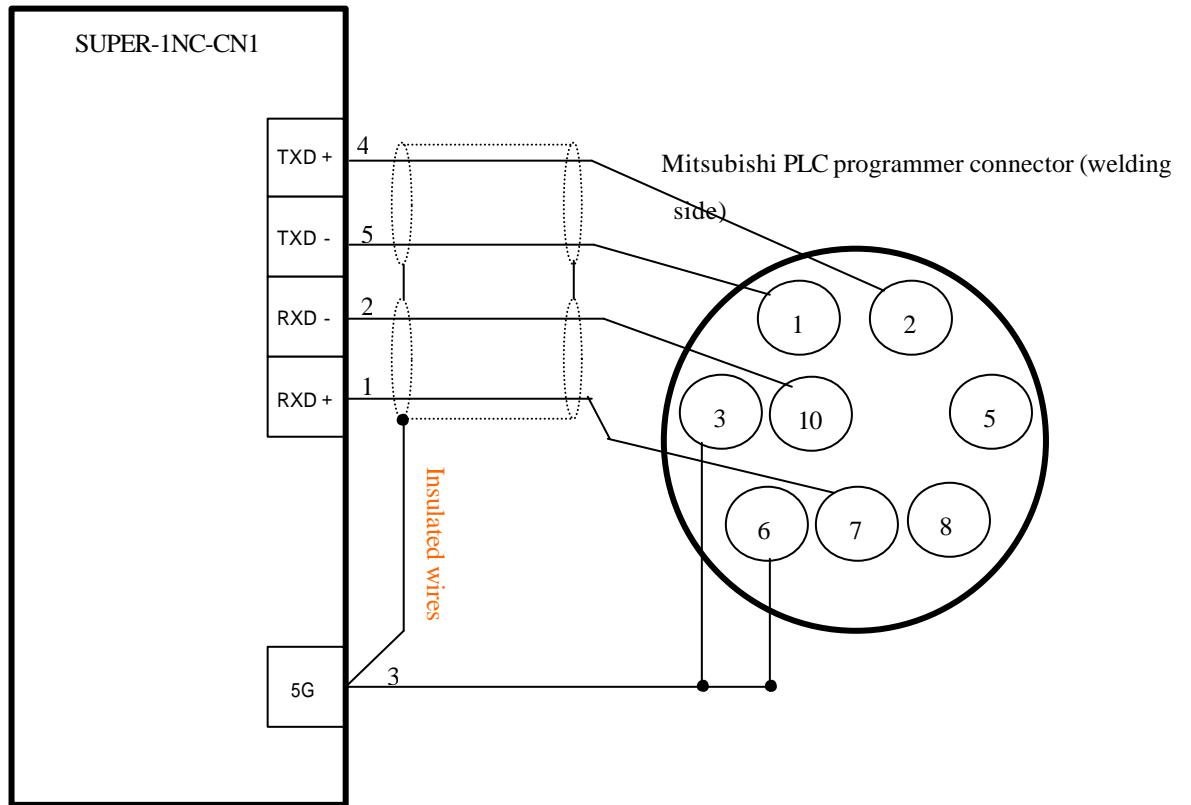 SUPER-1NC-CN1
TXD +
4
Mitsubishi PLC programmer connector (welding
side)
TXD -
5
RXD -
2
RXD +
1
1
2
3
10
5
6
7
8
Insulated wires
5G
3